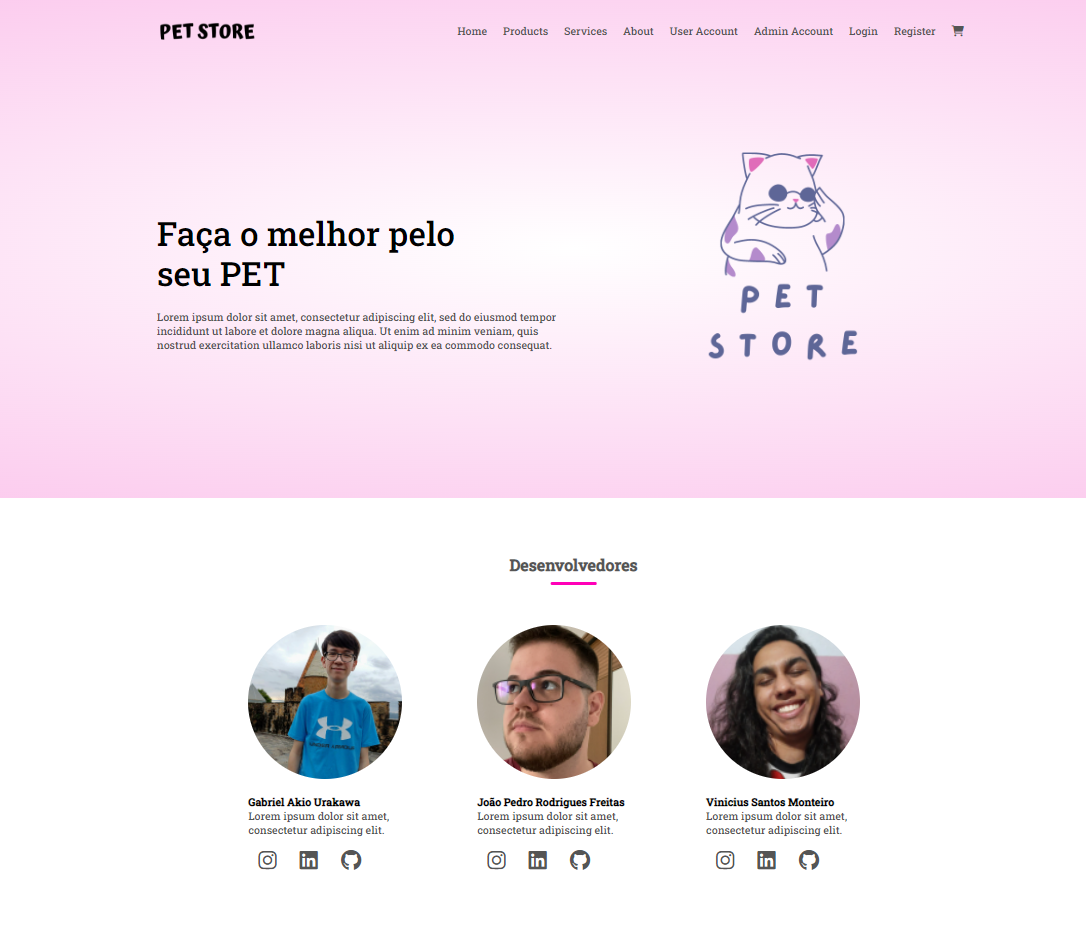 PET STORE
Home Products Services About User Account Admin Account Login Register
Faça o melhor pelo
seu PET
Lorem ipsum dolor sit amet, consectetur adipiscing elit, sed do eiusmod tempor
incididunt ut labore et dolore magna aliqua. Ut enim ad minim veniam, quis
nostrud exercitation ullamco laboris nisi ut aliquip ex ea commodo consequat.
PET
STORE
Desenvolvedores
Gabriel Akio Urakawa
Lorem ipsum dolor sit amet,
consectetur adipiscing elit.
João Pedro Rodrigues Freitas
Lorem ipsum dolor sit amet,
consectetur adipiscing elit.
Vinicius Santos Monteiro
Lorem ipsum dolor sit amet,
consectetur adipiscing elit.